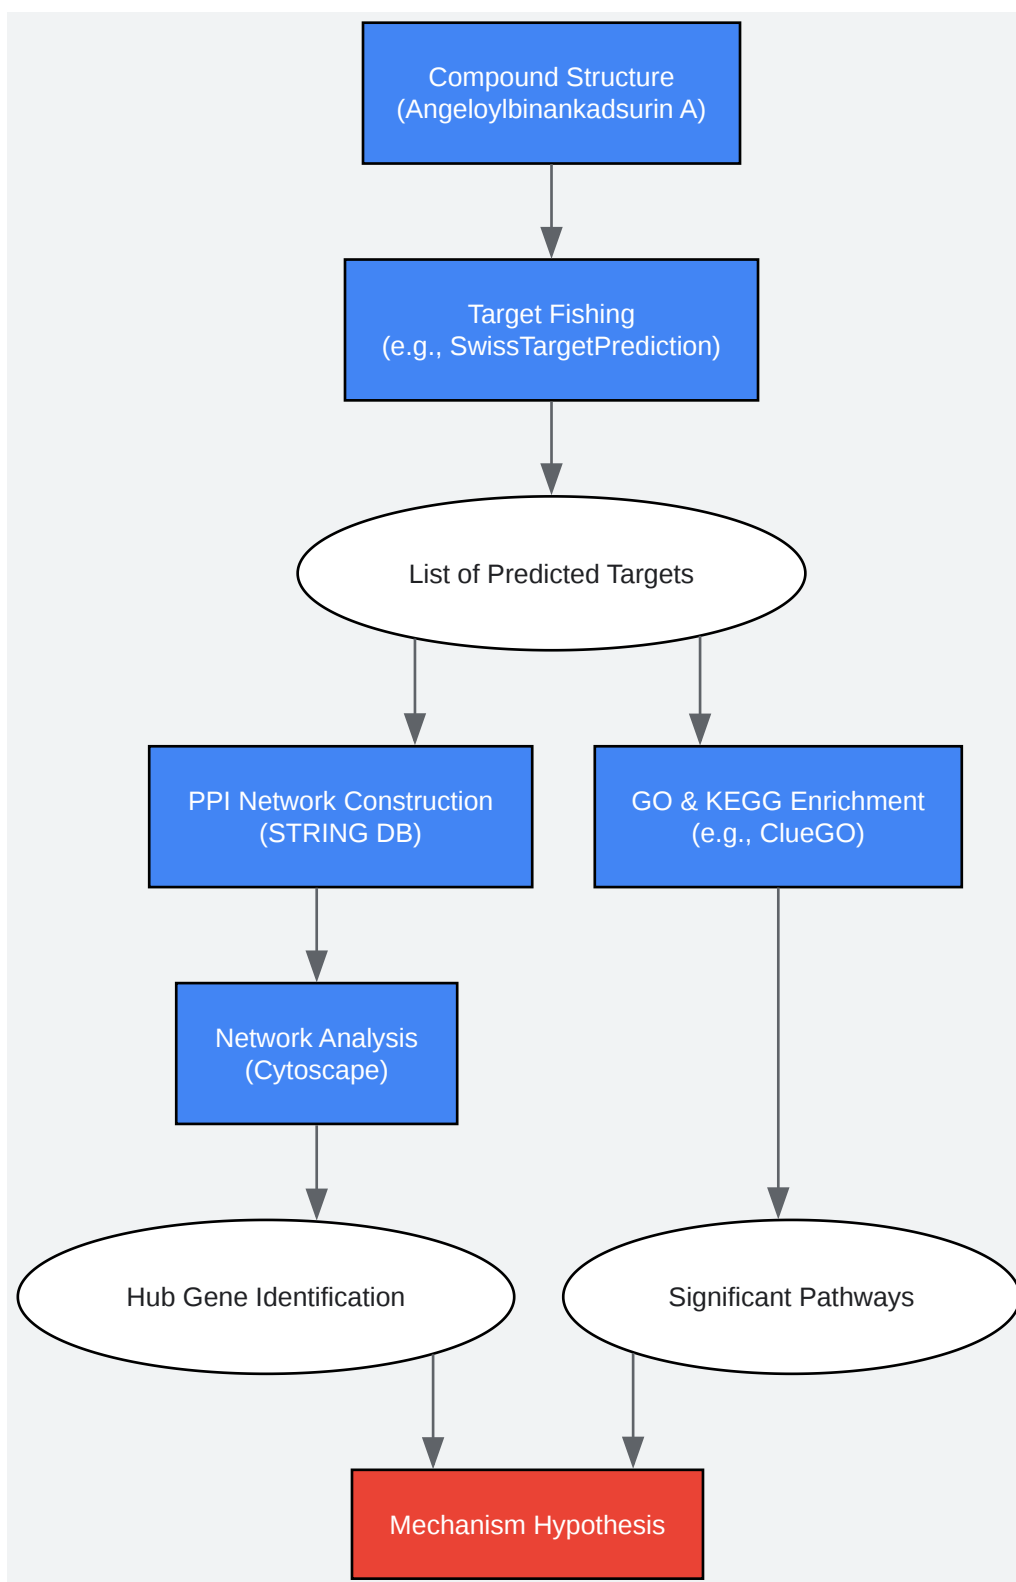 Compound Structure
(Angeloylbinankadsurin A)
Target Fishing
(e.g., SwissTargetPrediction)
List of Predicted Targets
PPI Network Construction
(STRING DB)
GO & KEGG Enrichment
(e.g., ClueGO)
Network Analysis
(Cytoscape)
Hub Gene Identification
Significant Pathways
Mechanism Hypothesis